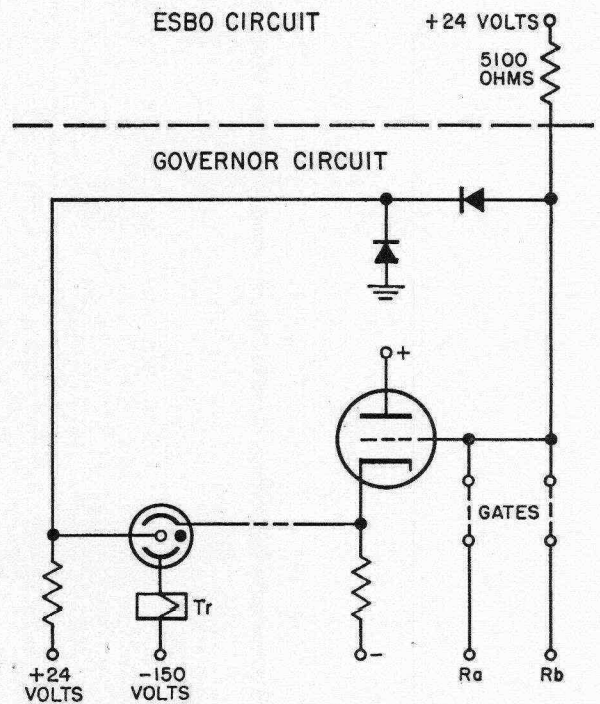 ESBO CIRCUIT
+24 VOLTS
5100
OHMS
GOVERNOR CIRCUIT
+
GATES
Tr
-
+24
VOLTS
-150
VOLTS
Ra
Rb